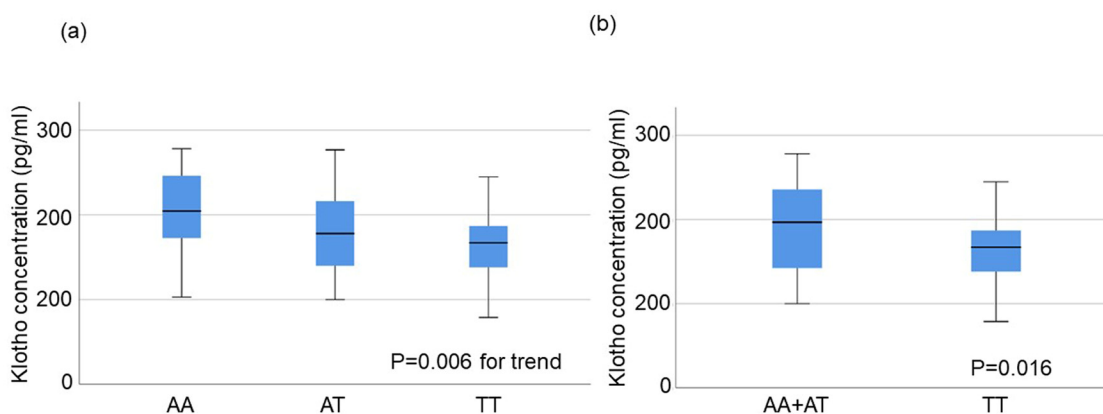 (a)
Klotho concentration (pg/ml)
300
200
200
0
P=0.006 for trend
AA AT TT
(b)
Klotho concentration (pg/ml)
300
200
200
0
P=0.016
AA+AT TT